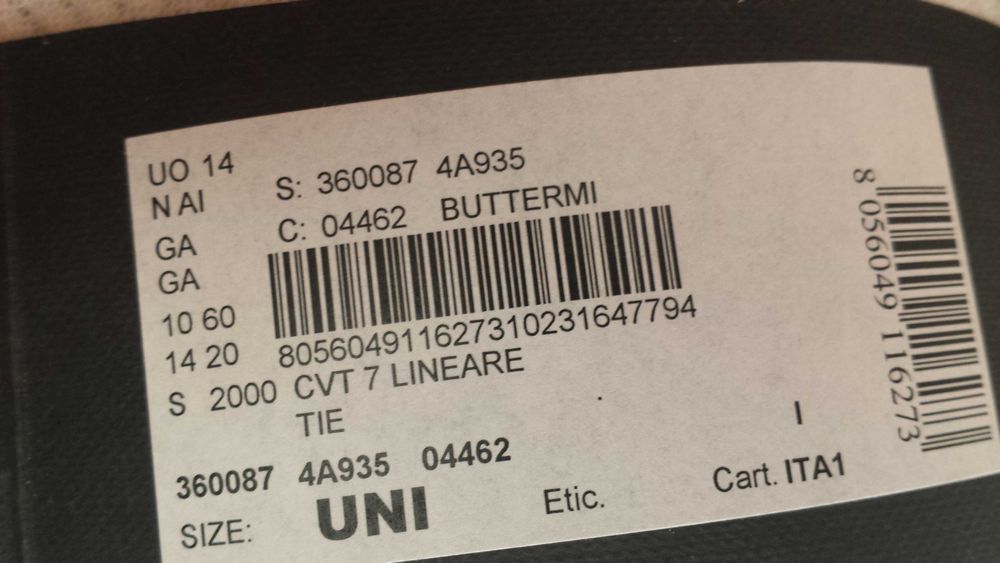 UO 14
N AI
GA
GA
10 60
14 20
S 2000
S: 360087 4A935
C: 04462 BUTTERMI
805604911627310231647794
CVT 7 LINEARE
TIE
360087 4A935 04462
SIZE: UNI
Etic.
I
Cart. ITA1
8 056049 116273